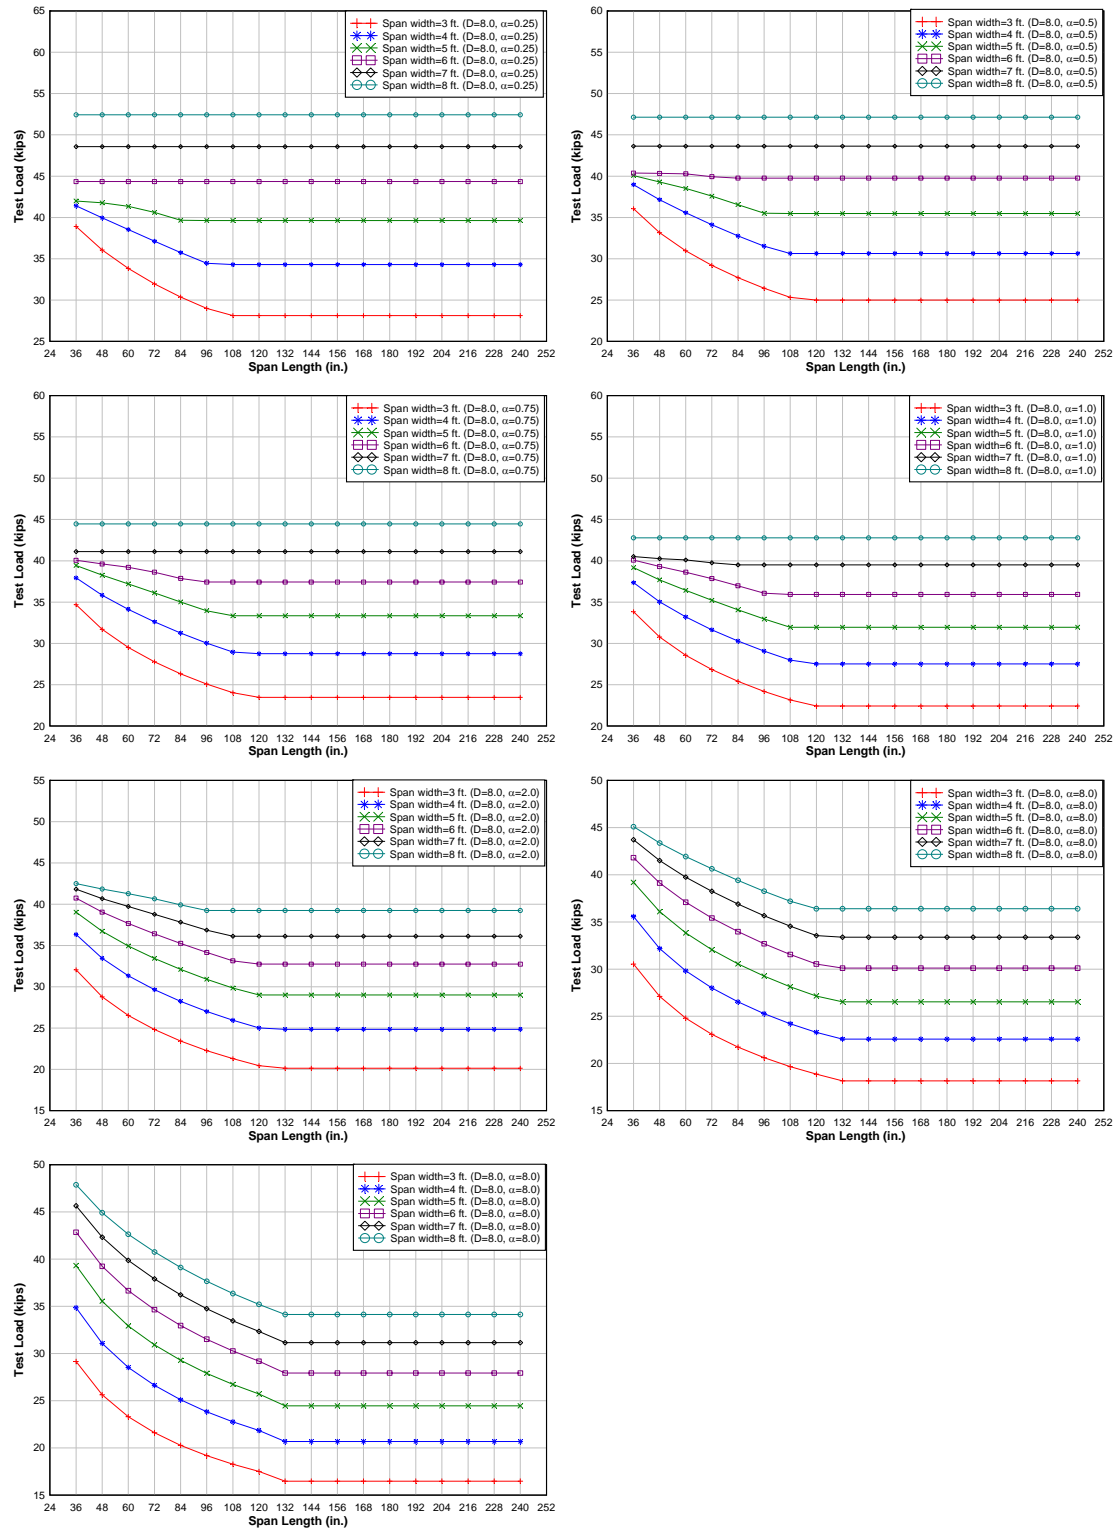 65
60
55
50
45
40
35
30
25
Test Load (kips)
24 36 48 60 72 84 96 108 120 132 144 156 168 180 192 204 216 228 240 252
Span Length (in.)
Span width=3 ft. (D=8.0, α=0.25)
Span width=4 ft. (D=8.0, α=0.25)
Span width=5 ft. (D=8.0, α=0.25)
Span width=6 ft. (D=8.0, α=0.25)
Span width=7 ft. (D=8.0, α=0.25)
Span width=8 ft. (D=8.0, α=0.25)
60
55
50
45
40
35
30
25
20
Test Load (kips)
24 36 48 60 72 84 96 108 120 132 144 156 168 180 192 204 216 228 240 252
Span Length (in.)
Span width=3 ft. (D=8.0, α=0.5)
Span width=4 ft. (D=8.0, α=0.5)
Span width=5 ft. (D=8.0, α=0.5)
Span width=6 ft. (D=8.0, α=0.5)
Span width=7 ft. (D=8.0, α=0.5)
Span width=8 ft. (D=8.0, α=0.5)
60
55
50
45
40
35
30
25
20
Test Load (kips)
24 36 48 60 72 84 96 108 120 132 144 156 168 180 192 204 216 228 240 252
Span Length (in.)
Span width=3 ft. (D=8.0, α=0.75)
Span width=4 ft. (D=8.0, α=0.75)
Span width=5 ft. (D=8.0, α=0.75)
Span width=6 ft. (D=8.0, α=0.75)
Span width=7 ft. (D=8.0, α=0.75)
Span width=8 ft. (D=8.0, α=0.75)
60
55
50
45
40
35
30
25
20
Test Load (kips)
24 36 48 60 72 84 96 108 120 132 144 156 168 180 192 204 216 228 240 252
Span Length (in.)
Span width=3 ft. (D=8.0, α=1.0)
Span width=4 ft. (D=8.0, α=1.0)
Span width=5 ft. (D=8.0, α=1.0)
Span width=6 ft. (D=8.0, α=1.0)
Span width=7 ft. (D=8.0, α=1.0)
Span width=8 ft. (D=8.0, α=1.0)
55
50
45
40
35
30
25
20
15
Test Load (kips)
24 36 48 60 72 84 96 108 120 132 144 156 168 180 192 204 216 228 240 252
Span Length (in.)
Span width=3 ft. (D=8.0, α=2.0)
Span width=4 ft. (D=8.0, α=2.0)
Span width=5 ft. (D=8.0, α=2.0)
Span width=6 ft. (D=8.0, α=2.0)
Span width=7 ft. (D=8.0, α=2.0)
Span width=8 ft. (D=8.0, α=2.0)
50
45
40
35
30
25
20
15
Test Load (kips)
24 36 48 60 72 84 96 108 120 132 144 156 168 180 192 204 216 228 240 252
Span Length (in.)
Span width=3 ft. (D=8.0, α=8.0)
Span width=4 ft. (D=8.0, α=8.0)
Span width=5 ft. (D=8.0, α=8.0)
Span width=6 ft. (D=8.0, α=8.0)
Span width=7 ft. (D=8.0, α=8.0)
Span width=8 ft. (D=8.0, α=8.0)
50
45
40
35
30
25
20
15
Test Load (kips)
24 36 48 60 72 84 96 108 120 132 144 156 168 180 192 204 216 228 240 252
Span Length (in.)
Span width=3 ft. (D=8.0, α=8.0)
Span width=4 ft. (D=8.0, α=8.0)
Span width=5 ft. (D=8.0, α=8.0)
Span width=6 ft. (D=8.0, α=8.0)
Span width=7 ft. (D=8.0, α=8.0)
Span width=8 ft. (D=8.0, α=8.0)